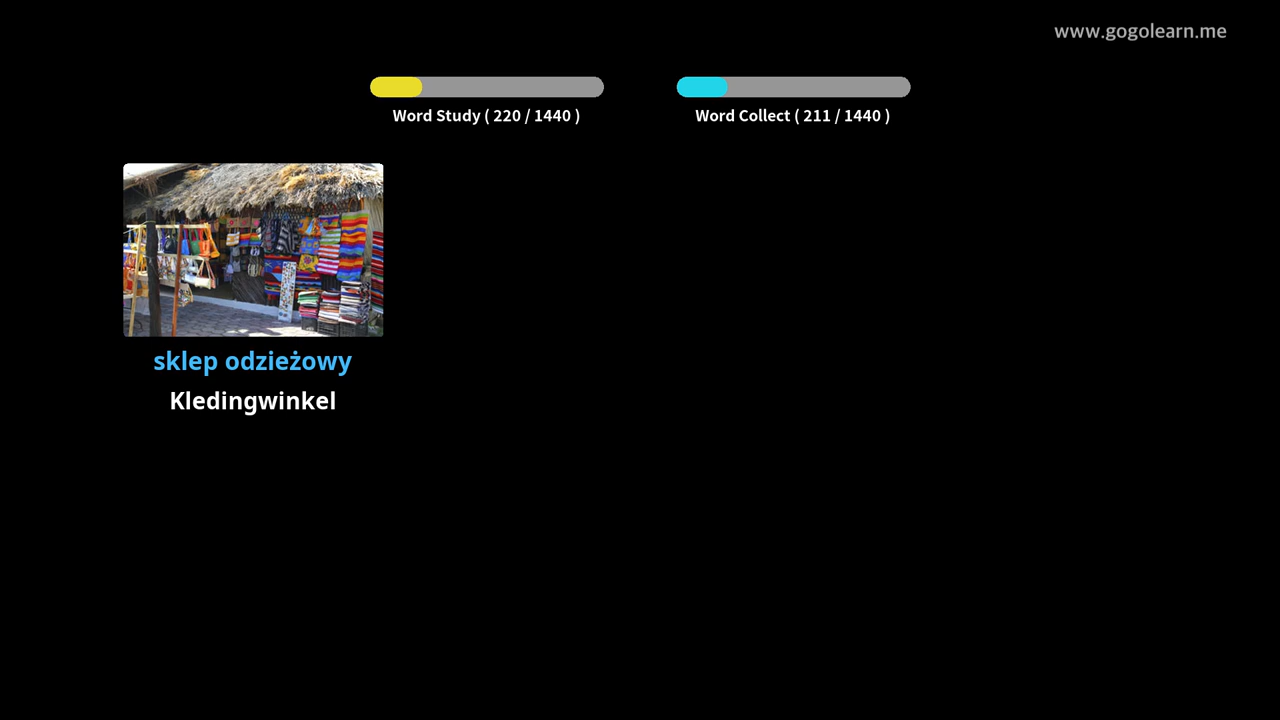 www.gogolearn.me
Word Study ( 220 / 1440 )
Word Collect ( 211 / 1440 )
sklep odzieżowy
Kledingwinkel